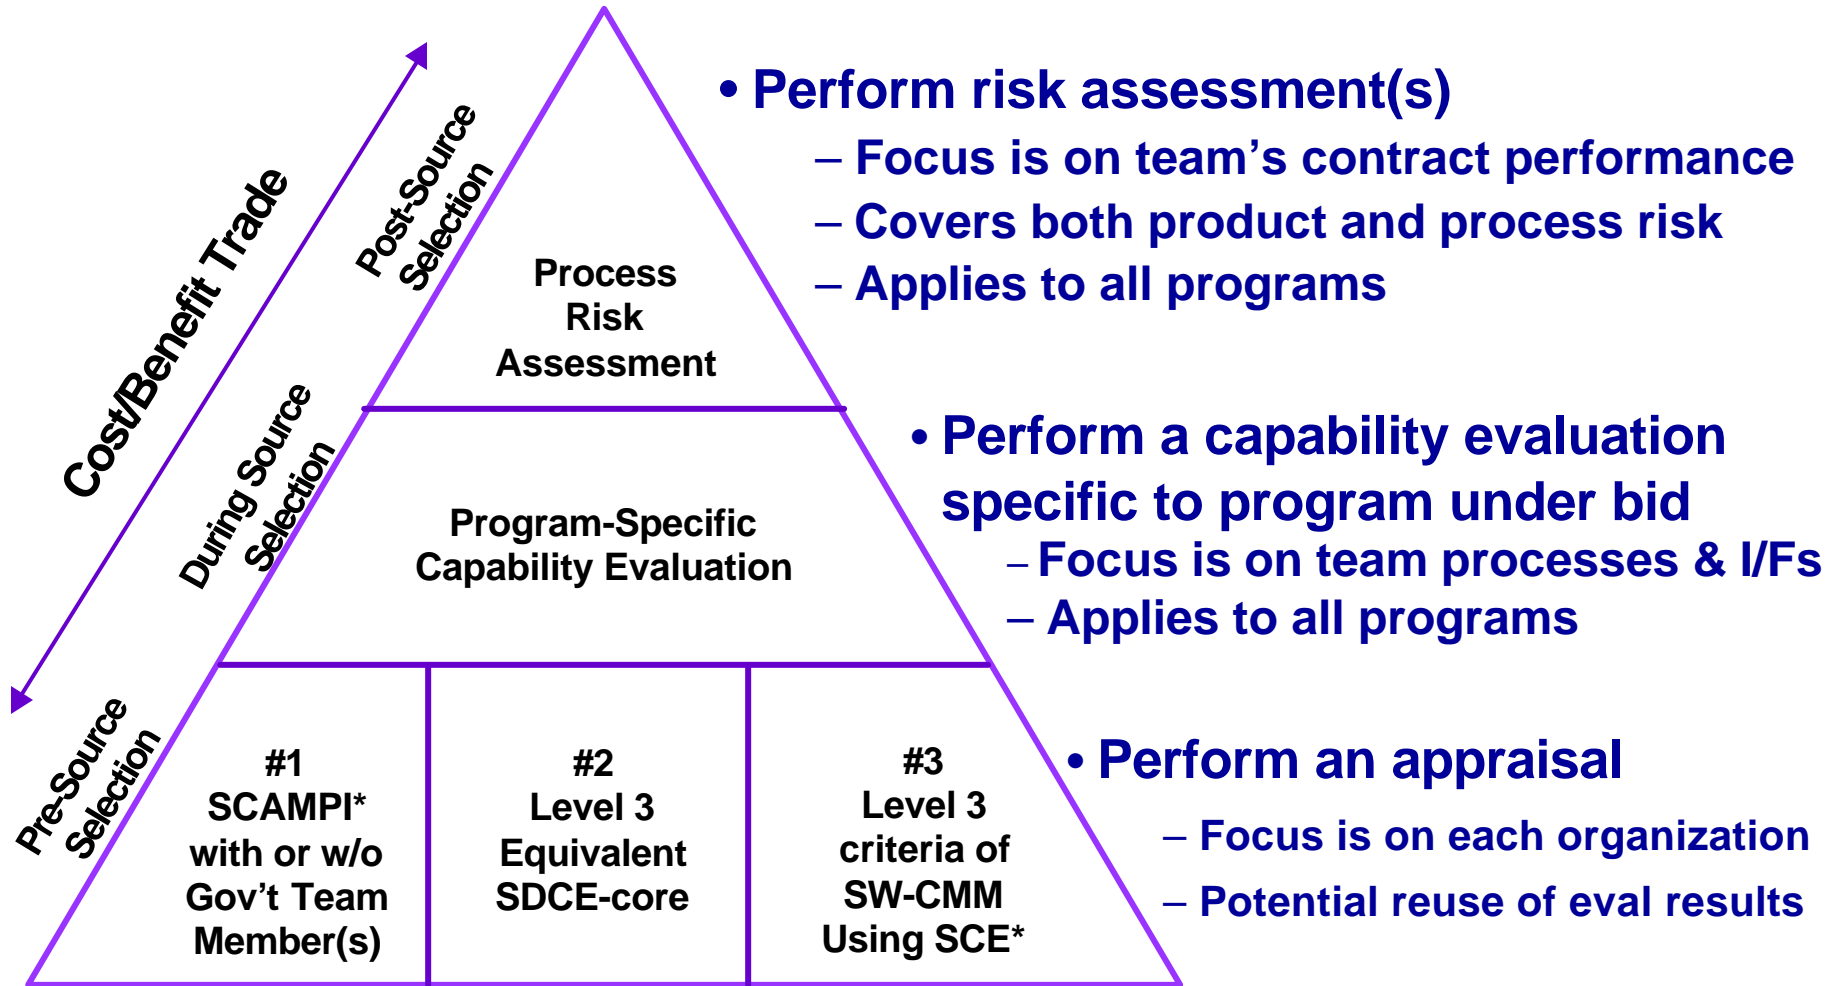 Cost/Benefit Trade
Post-Source
Selection
During Source
Selection
Pre-Source
Selection
Process
Risk
Assessment
Program-Specific
Capability Evaluation
#1
SCAMPI*
with or w/o
Gov’t Team
Member(s)
#2
Level 3
Equivalent
SDCE-core
#3
Level 3
criteria of
SW-CMM
Using SCE*
• Perform risk assessment(s)
– Focus is on team’s contract performance
– Covers both product and process risk
– Applies to all programs
• Perform a capability evaluation
specific to program under bid
– Focus is on team processes & I/Fs
– Applies to all programs
• Perform an appraisal
– Focus is on each organization
– Potential reuse of eval results